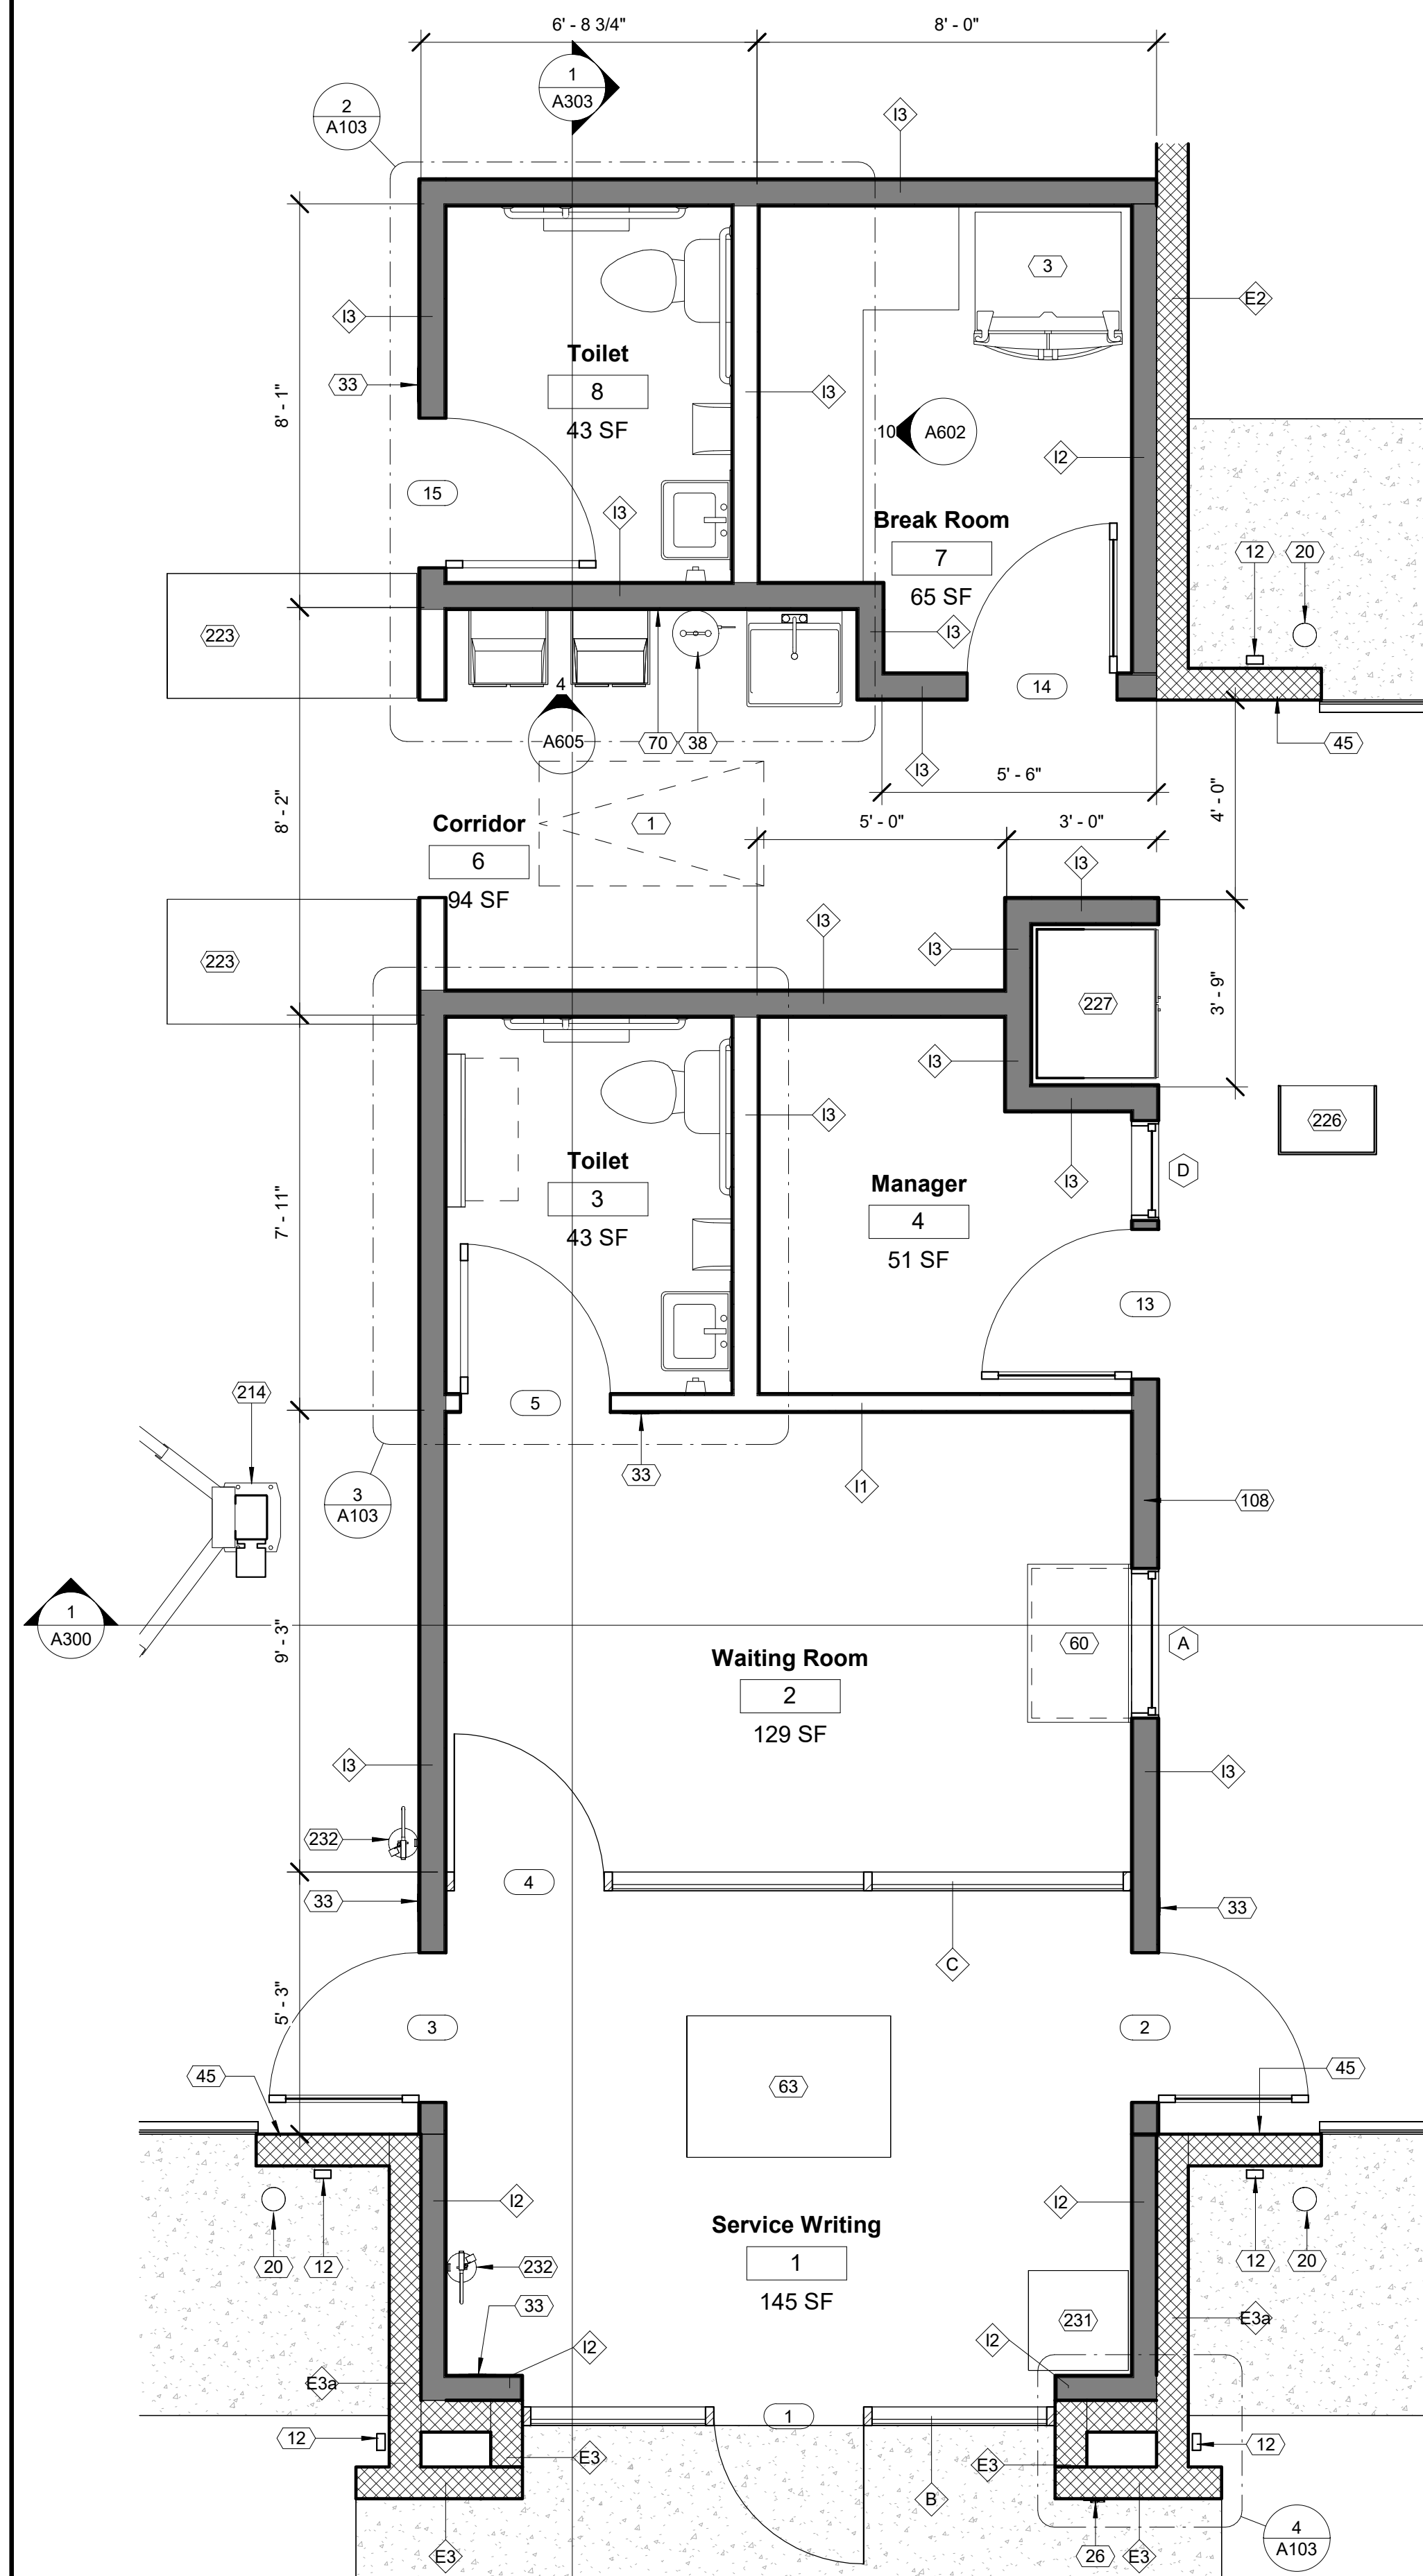 6' - 8 3/4"
8' - 0"
1
A303
2
A103
I3
3
E2
I3
Toilet
8
43 SF
33
I3
8' - 1"
10
A602
I2
15
I3
Break Room
7
65 SF
12
20
223
I3
4
A605
70
38
14
I3
45
5' - 6"
4' - 0"
8' - 2"
Corridor
6
94 SF
1
5' - 0"
3' - 0"
I3
I3
I3
223
227
3' - 9"
I3
I3
226
Toilet
3
43 SF
7' - 11"
Manager
4
51 SF
I3
D
13
214
5
33
I1
3
A103
108
1
A300
9' - 3"
Waiting Room
2
129 SF
60
A
I3
I3
232
4
33
33
C
5' - 3"
3
2
45
63
45
I2
I2
Service Writing
1
145 SF
20
12
232
12
20
33
231
E3a
I2
I2
E3a
12
1
12
E3
E3
B
4
A103
E3
26
E3